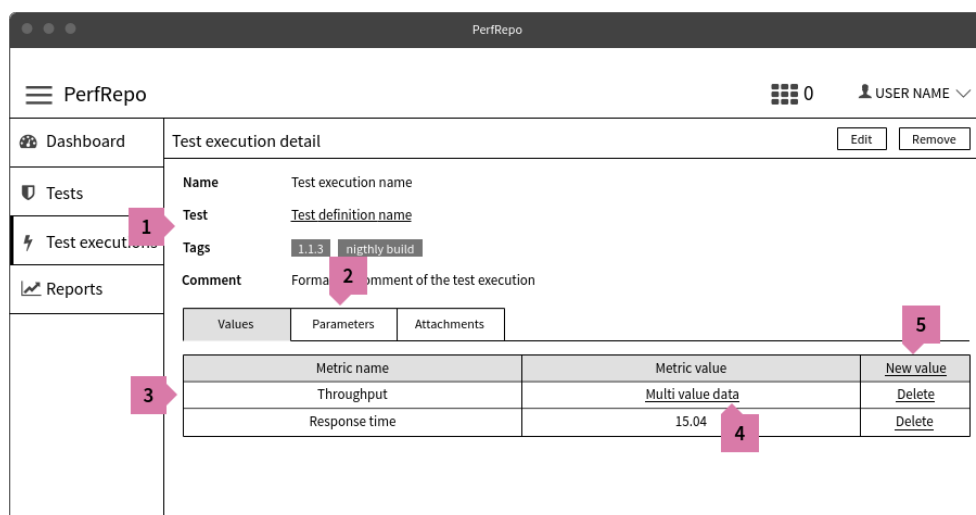 PerfRepo
PerfRepo 0 USER NAME
Dashboard
Tests
Test executions
Reports
Test execution detail Edit Remove
Name Test execution name
Test Test definition name
1
Tags 1.1.3 nigthly build
2
Comment Forma omment of the test execution
Values Parameters Attachments
5
Metric name Metric value New value
3
Throughput Multi value data Delete
Response time 15.04 Delete
4